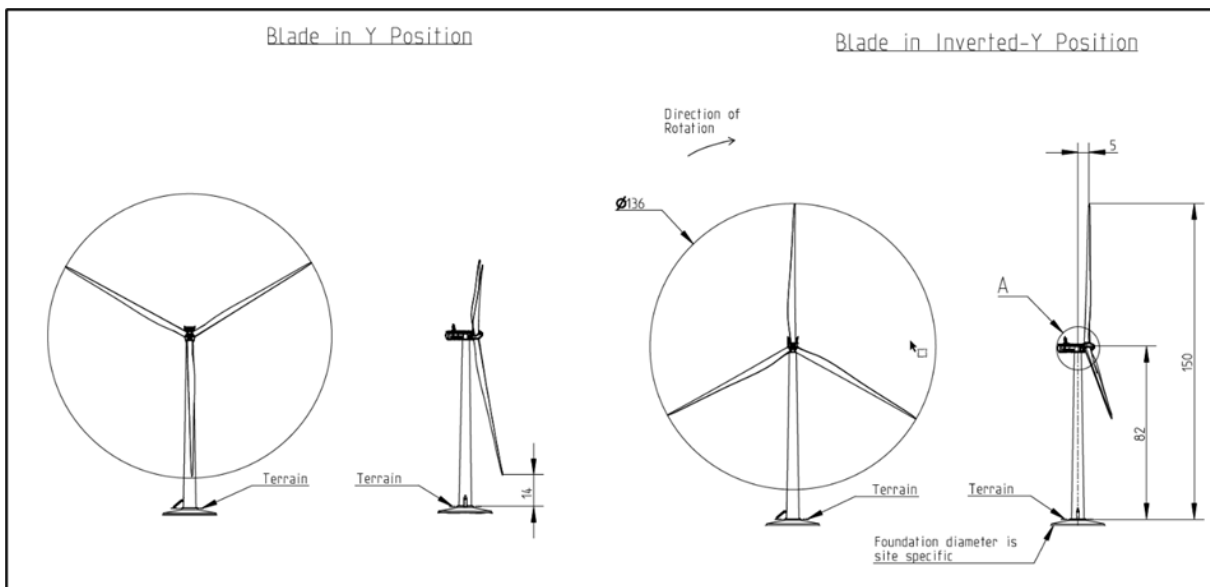 Blade in Y Position
Blade in Inverted-Y Position
Direction of
Rotation
5
Ø136
A
150
82
14
Terrain
Terrain
Terrain
Terrain
Foundation diameter is
site specific